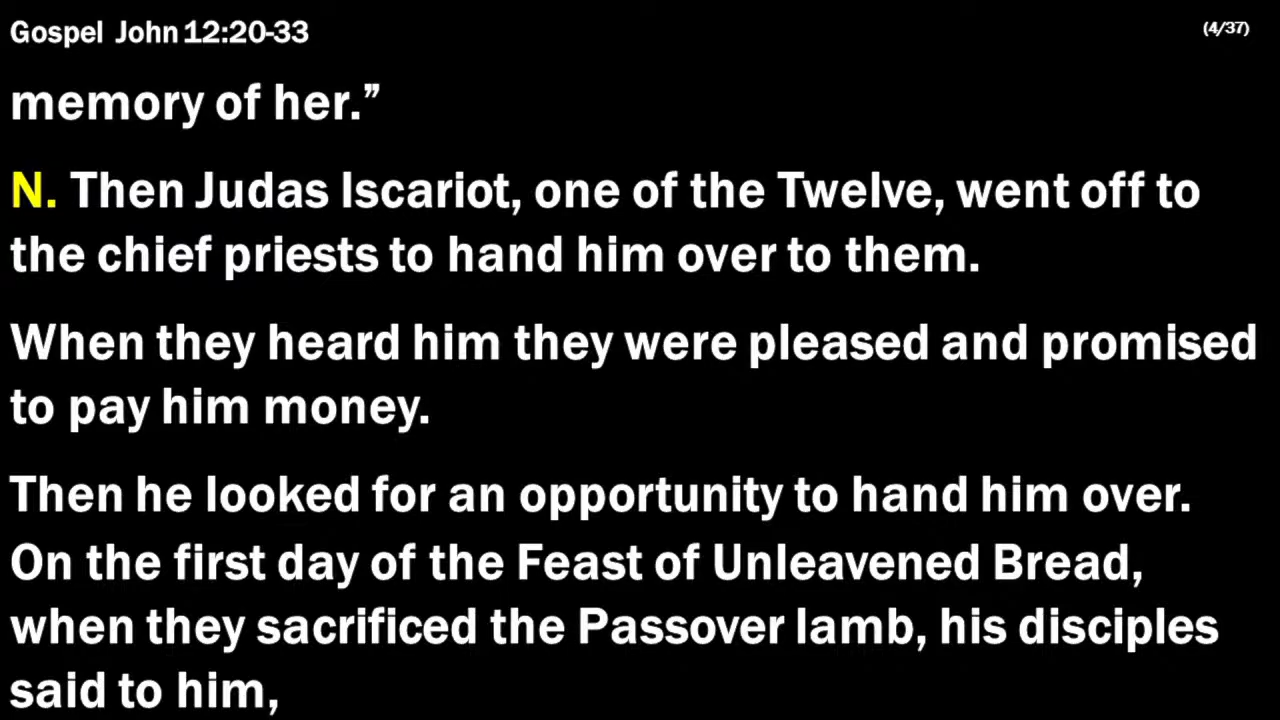 Gospel John 12:20-33
(4/37)
memory of her.”
N. Then Judas Iscariot, one of the Twelve, went off to
the chief priests to hand him over to them.
When they heard him they were pleased and promised
to pay him money.
Then he looked for an opportunity to hand him over.
On the first day of the Feast of Unleavened Bread,
when they sacrificed the Passover lamb, his disciples
said to him,